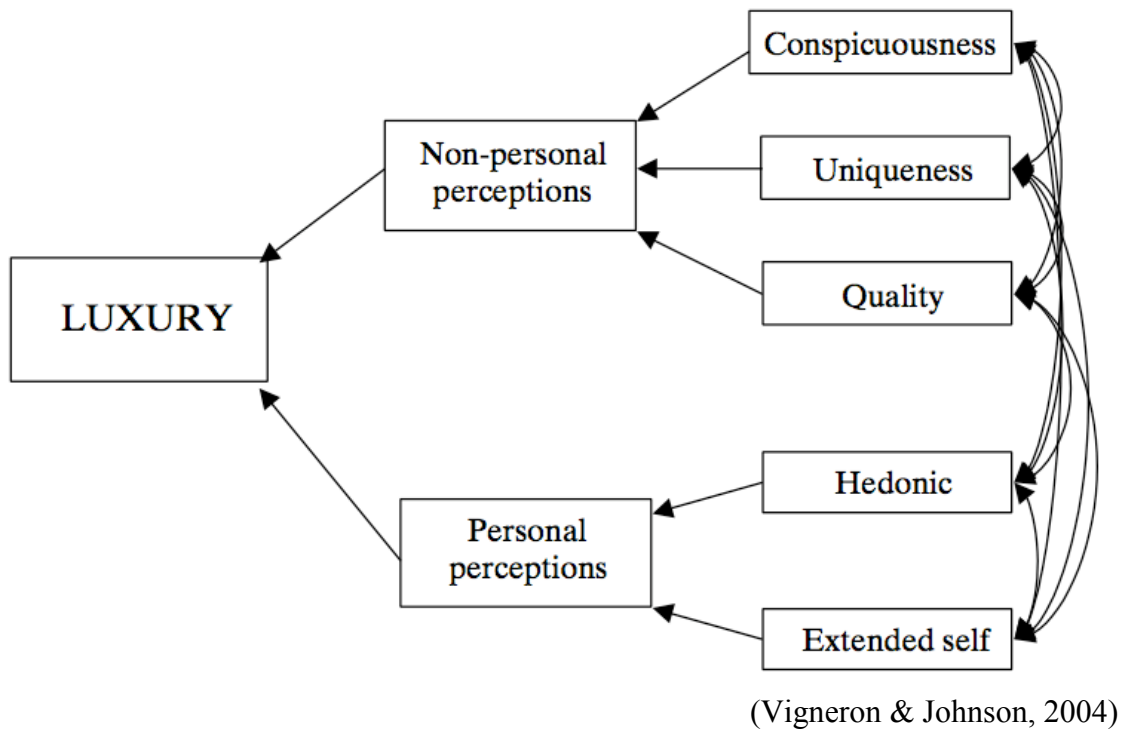 Conspicuousness
Non-personal
perceptions
Uniqueness
Quality
LUXURY
Hedonic
Personal
perceptions
Extended self
(Vigneron & Johnson, 2004)